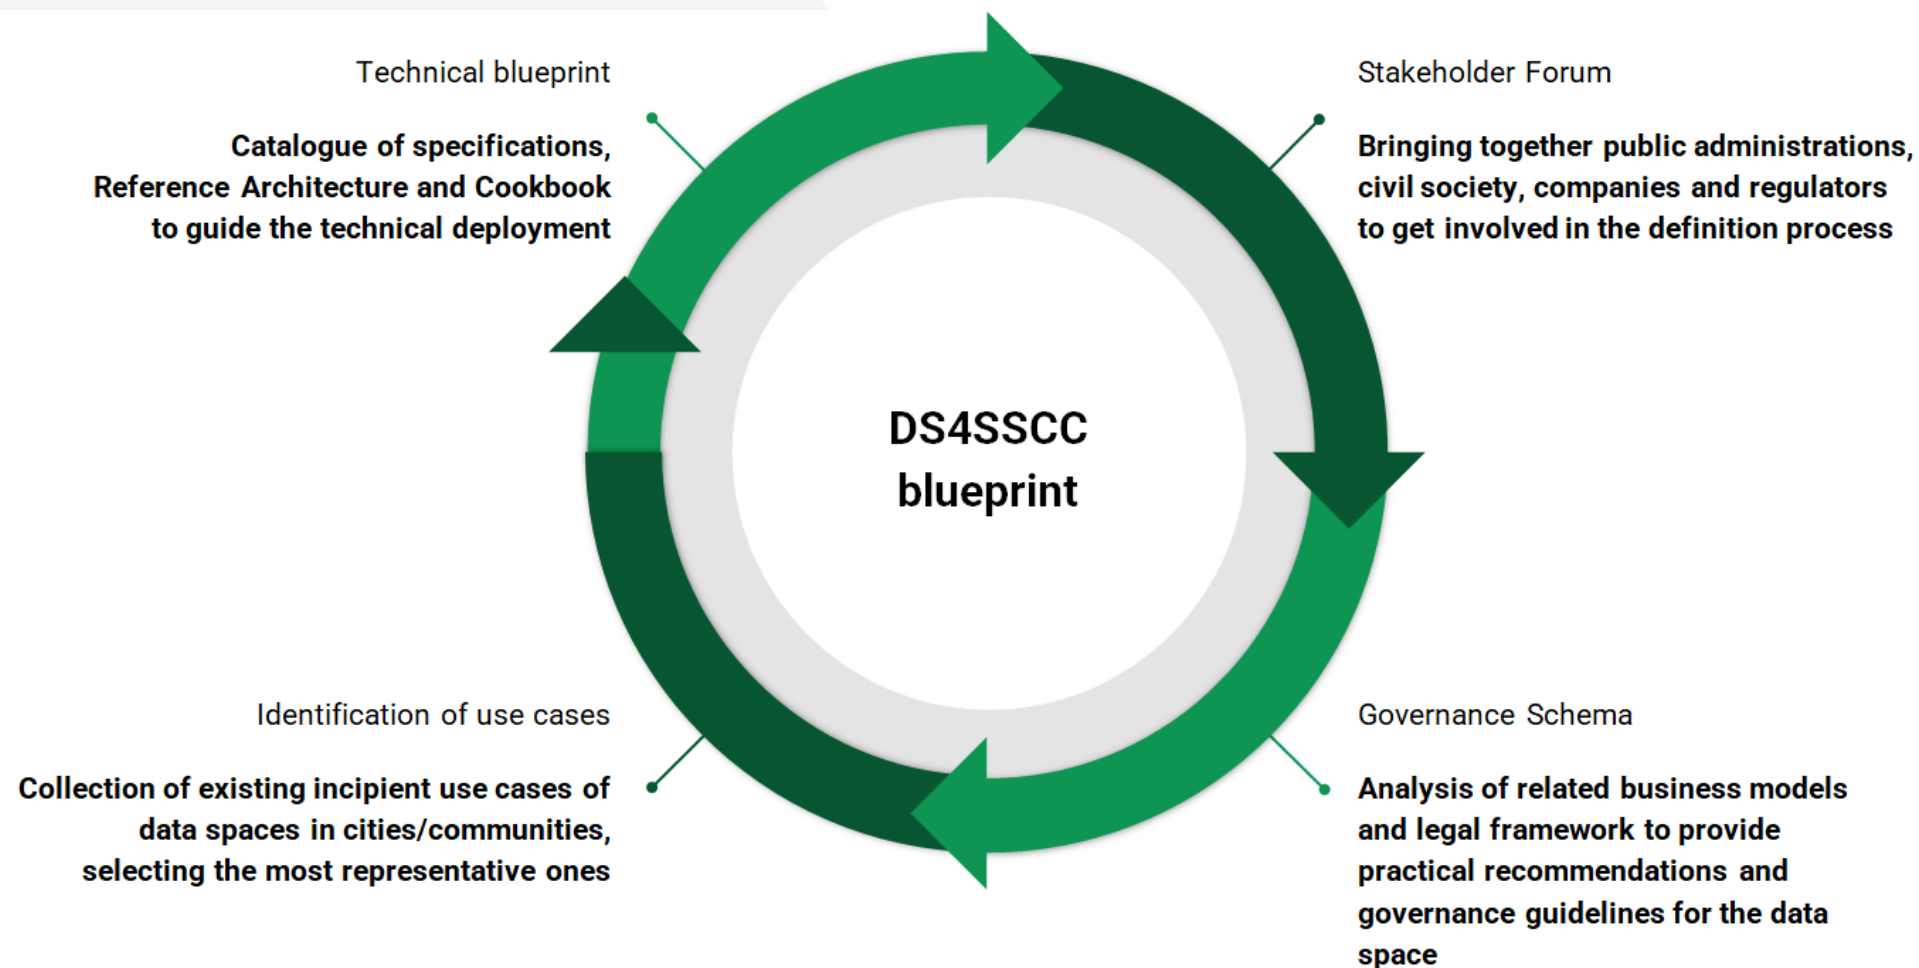 Technical blueprint
Catalogue of specifications,
Reference Architecture and Cookbook
to guide the technical deployment
Stakeholder Forum
Bringing together public administrations,
civil society, companies and regulators
to get involved in the definition process
DS4SSCC
blueprint
Identification of use cases
Collection of existing incipient use cases of
data spaces in cities/communities,
selecting the most representative ones
Governance Schema
Analysis of related business models
and legal framework to provide
practical recommendations and
governance guidelines for the data
space